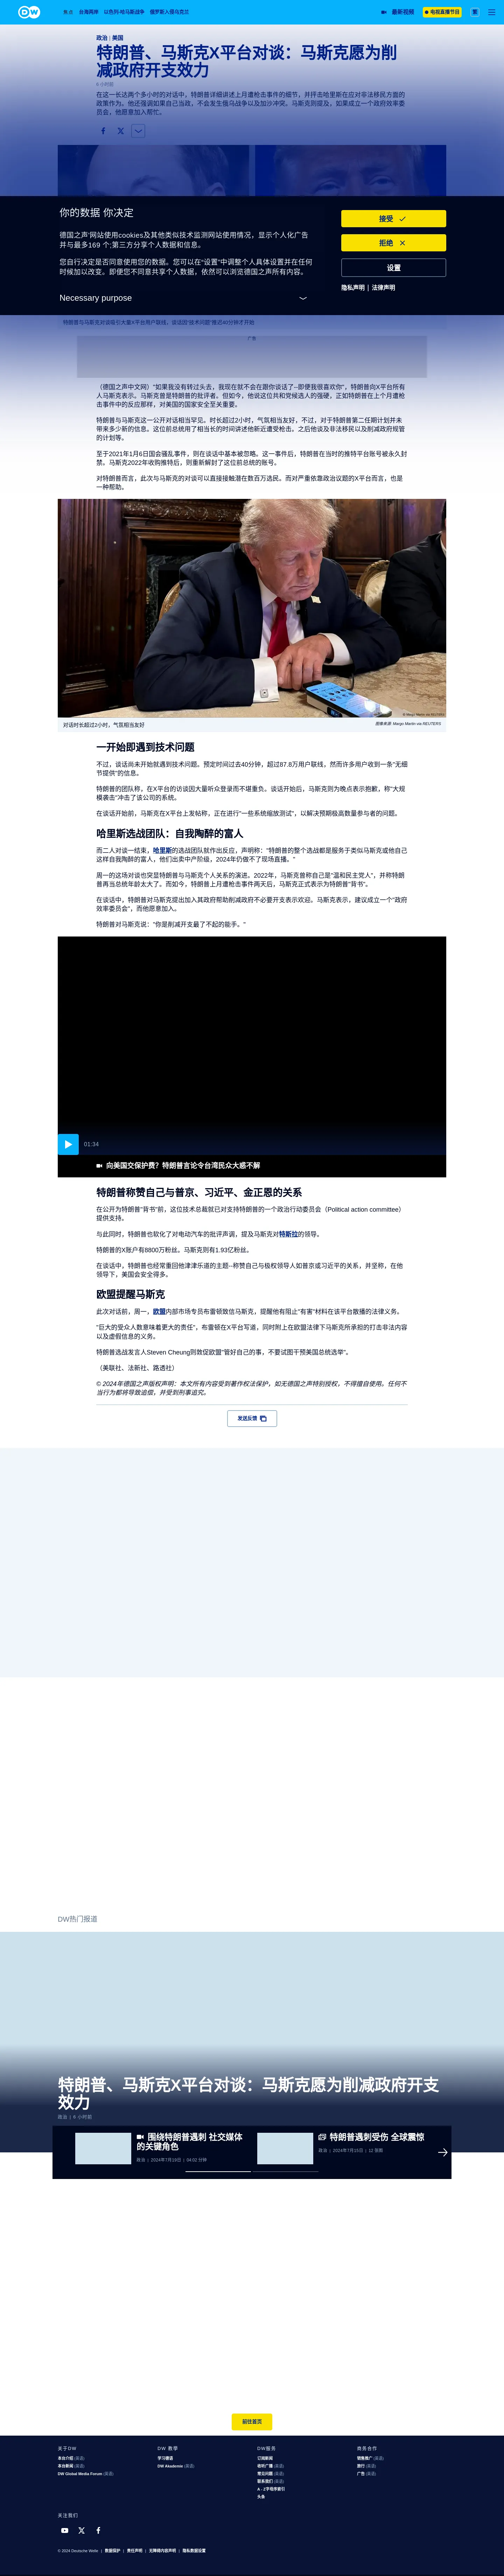 DW
焦点 台海局库 以色列-哈马斯战争 俄罗斯入侵乌克兰
最新视频
电视直播节目
繁
政治 | 美国
特朗普、马斯克X平台对谈：马斯克愿为削
减政府开支效力
在这一长达两个多小时的对话中，特朗普详细讲述上月遭枪击事件的细节，并抨击哈里斯在应对非法移民方面的
政策作为。他还强调如果自己当政，不会发生俄乌战争以及加沙冲突。马斯克则提及，如果成立一个政府效率委
员会，他愿意加入帮忙。
你的数据 你决定
德国之声'网站使用cookies及其他类似技术监测网站使用情况，显示个人化广告
并与最多169 个;第三方分享个人数据和信息。
您自行决定是否同意使用您的数据。您可以在"设置"中调整个人具体设置并在任何
时候加以改进。即便您不同意共享个人数据，依然可以浏览德国之声所有内容。
Necessary purpose
接受
拒绝
设置
隐私声明 | 法律声明
特朗普与马斯克对谈吸引大量X平台用户联线，谈话因"技术问题"推迟40分钟才开始
广告
（德国之声中文网）"如果我没有转过头去，我现在就不会在跟你谈话了–即便我很喜欢你"，特朗普向X平台所有
人马斯克表示。马斯克曾是特朗普的批评者。但如今，他说这位共和党候选人的强硬，正如特朗普在上个月遭枪
击事件中的反应那样，对美国的国家安全至关重要。
特朗普与马斯克这一公开对话相当罕见。时长超过2小时，气氛相当友好，不过，对于特朗普第二任期计划并未
带来多少新的信息。这位前总统用了相当长的时间讲述他新近遭受枪击。之后他谈及非法移民以及削减政府规管
的计划等。
至于2021年1月6日国会骚乱事件，则在谈话中基本被忽略。这一事件后，特朗普在当时的推特平台账号被永久封
禁。马斯克2022年收购推特后，则重新解封了这位前总统的账号。
对特朗普而言，此次与马斯克的对谈可以直接接触潜在数百万选民。而对严重依靠政治议题的X平台而言，也是
一种帮助。
© Margo Martin via REUTERS
对话时长超过2小时，气氛相当友好
图像来源: Margo Martin via REUTERS
一开始即遇到技术问题
不过，谈话尚未开始就遇到技术问题。预定时间过去40分钟，超过87.8万用户联线，然而许多用户收到一条"无细
节提供"的信息。
特朗普的团队称，在X平台的访谈因大量听众登录而不堪重负。谈话开始后，马斯克则为晚点表示抱歉，称"大规
模袭击"冲击了该公司的系统。
在谈话开始前，马斯克在X平台上发帖称，正在进行"一些系统缩放测试"，以解决预期极高数量参与者的问题。
哈里斯选战团队：自我陶醉的富人
而二人对谈一结束，哈里斯的选战团队就作出反应，声明称："特朗普的整个选战都是服务于类似马斯克或他自己
这样自我陶醉的富人，他们出卖中产阶级，2024年仍做不了现场直播。"
周一的这场对谈也突显特朗普与马斯克个人关系的演进。2022年，马斯克曾称自己是"温和民主党人"，并称特朗
普再当总统年龄太大了。而如今，特朗普上月遭枪击事件两天后，马斯克正式表示为特朗普"背书"。
在谈话中，特朗普对马斯克提出加入其政府帮助削减政府不必要开支表示欢迎。马斯克表示，建议成立一个"政府
效率委员会"，而他愿意加入。
特朗普对马斯克说："你是削减开支最了不起的能手。"
01:34
向美国交保护费？特朗普言论令台湾民众大感不解
特朗普称赞自己与普京、习近平、金正恩的关系
在公开为特朗普"背书"前，这位技术总裁就已对支持特朗普的一个政治行动委员会（Political action committee）
提供支持。
与此同时，特朗普也软化了对电动汽车的批评声调，提及马斯克对特斯拉的领导。
特朗普的X账户有8800万粉丝。马斯克则有1.93亿粉丝。
在谈话中，特朗普也经常重回他津津乐道的主题--称赞自己与极权领导人如普京或习近平的关系，并坚称，在他
领导下，美国会安全得多。
欧盟提醒马斯克
此次对话前，周一，欧盟内部市场专员布雷顿致信马斯克，提醒他有阻止"有害"材料在该平台散播的法律义务。
"巨大的受众人数意味着更大的责任"，布雷顿在X平台写道，同时附上在欧盟法律下马斯克所承担的打击非法内容
以及虚假信息的义务。
特朗普选战发言人Steven Cheung则敦促欧盟"管好自己的事，不要试图干预美国总统选举"。
（美联社、法新社、路透社）
© 2024年德国之声版权声明：本文所有内容受到著作权法保护，如无德国之声特别授权，不得擅自使用。任何不
当行为都将导致追偿，并受到刑事追究。
发送反馈
DW热门报道
特朗普、马斯克X平台对谈：马斯克愿为削减政府开支
效力
政治 | 6 小时前
围绕特朗普遇刺 社交媒体
的关键角色
政治 | 2024年7月19日 | 04:02 分钟
特朗普遇刺受伤 全球震惊
政治 | 2024年7月15日 | 12 张图
前往首页
关于DW
本台介绍 (英语)
本台新闻 (英语)
DW Global Media Forum (英语)
DW 教学
学习德语
DW Akademie (英语)
DW服务
订阅新闻
收听广播 (英语)
常见问题 (英语)
联系我们 (英语)
A - Z字母序索引
头条
商务合作
销售推广 (英语)
旅行 (英语)
广告 (英语)
关注我们
© 2024 Deutsche Welle | 数据保护 | 责任声明 | 无障碍内容声明 | 隐私数据设置